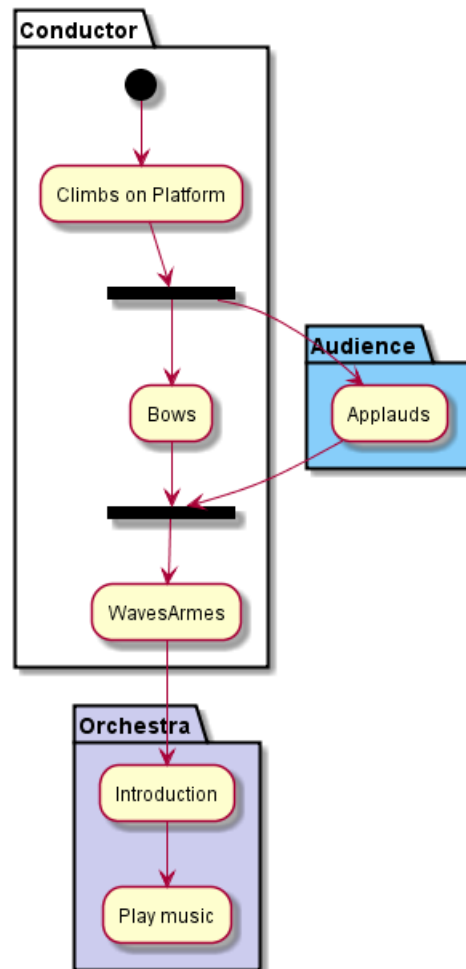 Conductor
Climbs on Platform
Audience
Bows
Applauds
WavesArmes
Orchestra
Introduction
Play music